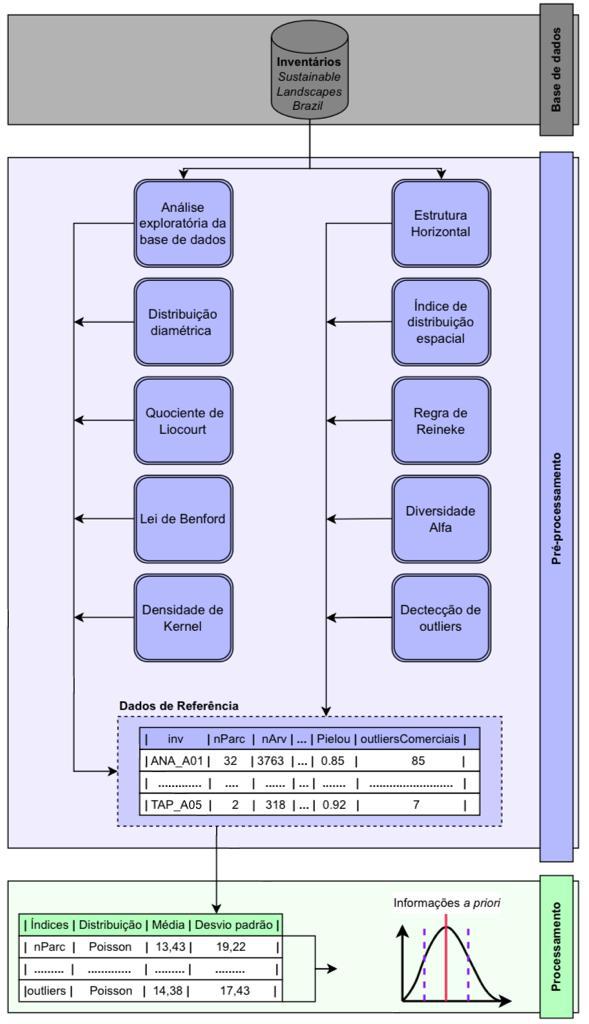 Inventários
Sustainable
Landscapes
Brazil
Base de dados
Análise
exploratória da
base de dados
Estrutura
Horizontal
Distribuição
diamétrica
Índice de
distribuição
espacial
Quociente de
Liocourt
Regra de
Reineke
Lei de Benford
Diversidade
Alfa
Densidade de
Kernel
Dectecção de
outliers
Pré-processamento
Dados de Referência
| inv | nParc | nArv | ... | Pielou | outliersComerciais |
| ANA_A01 | 32 | 3763 | ... | 0.85 | 85 |
| ............. | .... | ...... | ... | ....... | ....................... |
| TAP_A05 | 2 | 318 | ... | 0.92 | 7 |
Processamento
Informações a priori
| Índices | Distribuição | Média | Desvio padrão |
| nParc | Poisson | 13,43 | 19,22 |
| ......... | ............. | ....... | ......... |
|outliers | Poisson | 14,38 | 17,43 |